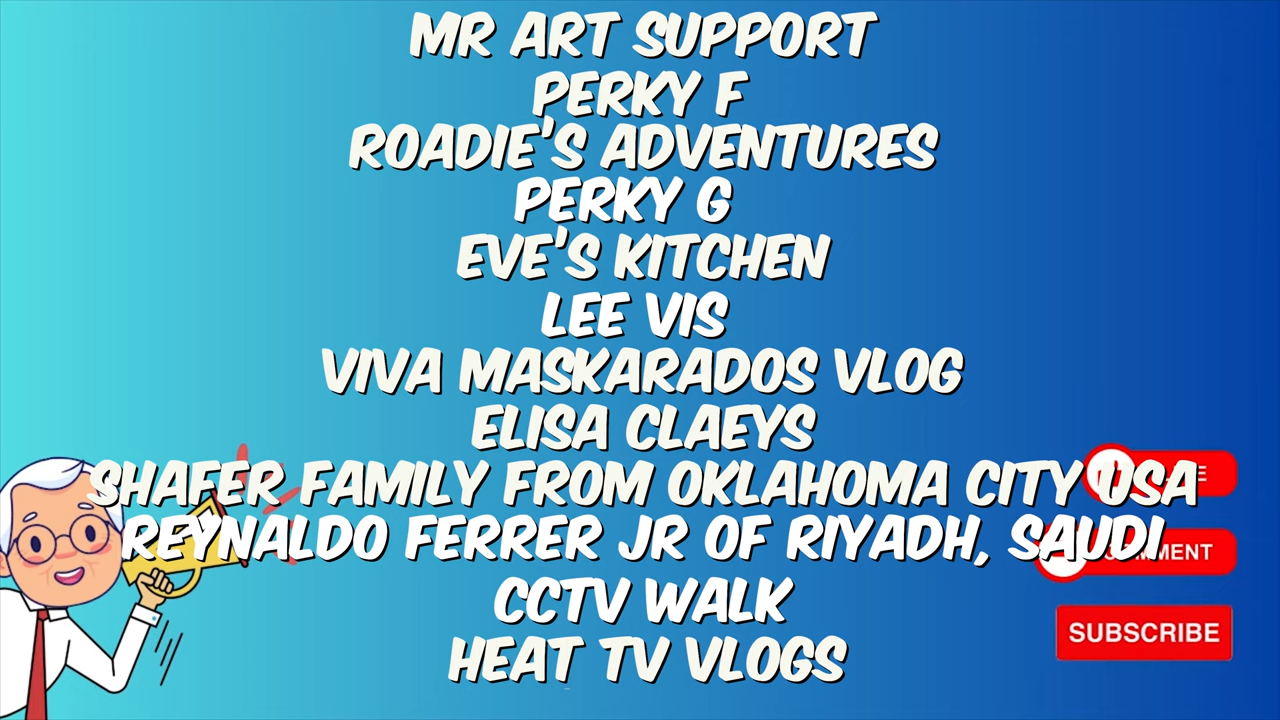 MR ART SUPPORT
PERKY F
ROADIE'S ADVENTURES
PERKY G
EVE'S KITCHEN
LEE VIS
VIVA MASKARADOS VLOG
ELISA CLAEYS
SHAFER FAMILY FROM OKLAHOMA CITY USA
REYNALDO FERRER JR OF RIYADH, SAUDI
COMMENT
CCTV WALK
SUBSCRIBE
HEAT TV VLOGS